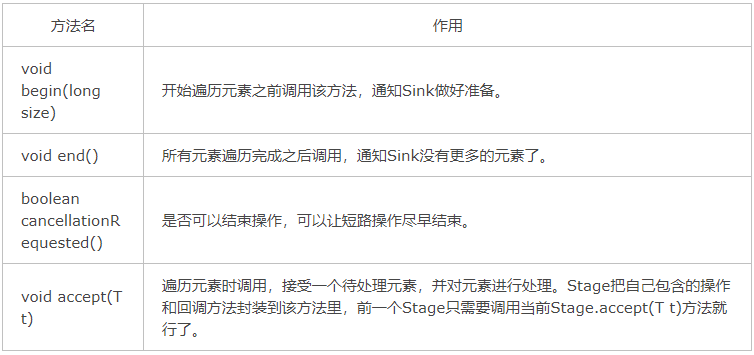 方法名 作用
void
begin(long
size)
开始遍历元素之前调用该方法，通知Sink做好准备。
void end()
所有元素遍历完成之后调用，通知Sink没有更多的元素了。
boolean
cancellationR
equested()
是否可以结束操作，可以让短路操作尽早结束。
void accept(T
t)
遍历元素时调用，接受一个待处理元素，并对元素进行处理。Stage把自己包含的操作
和回调方法封装到该方法里，前一个Stage只需要调用当前Stage.accept(T t)方法就
行了。